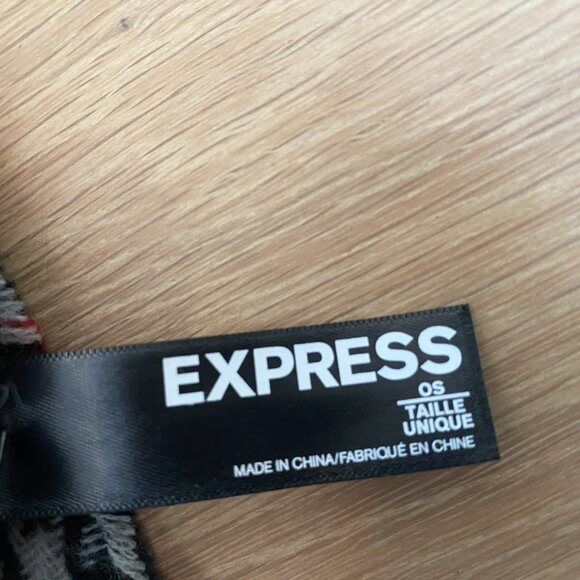 EXPRESS
OS
TAILLE
UNIQUE
MADE IN CHINA/FABRIQUÉ EN CHINE